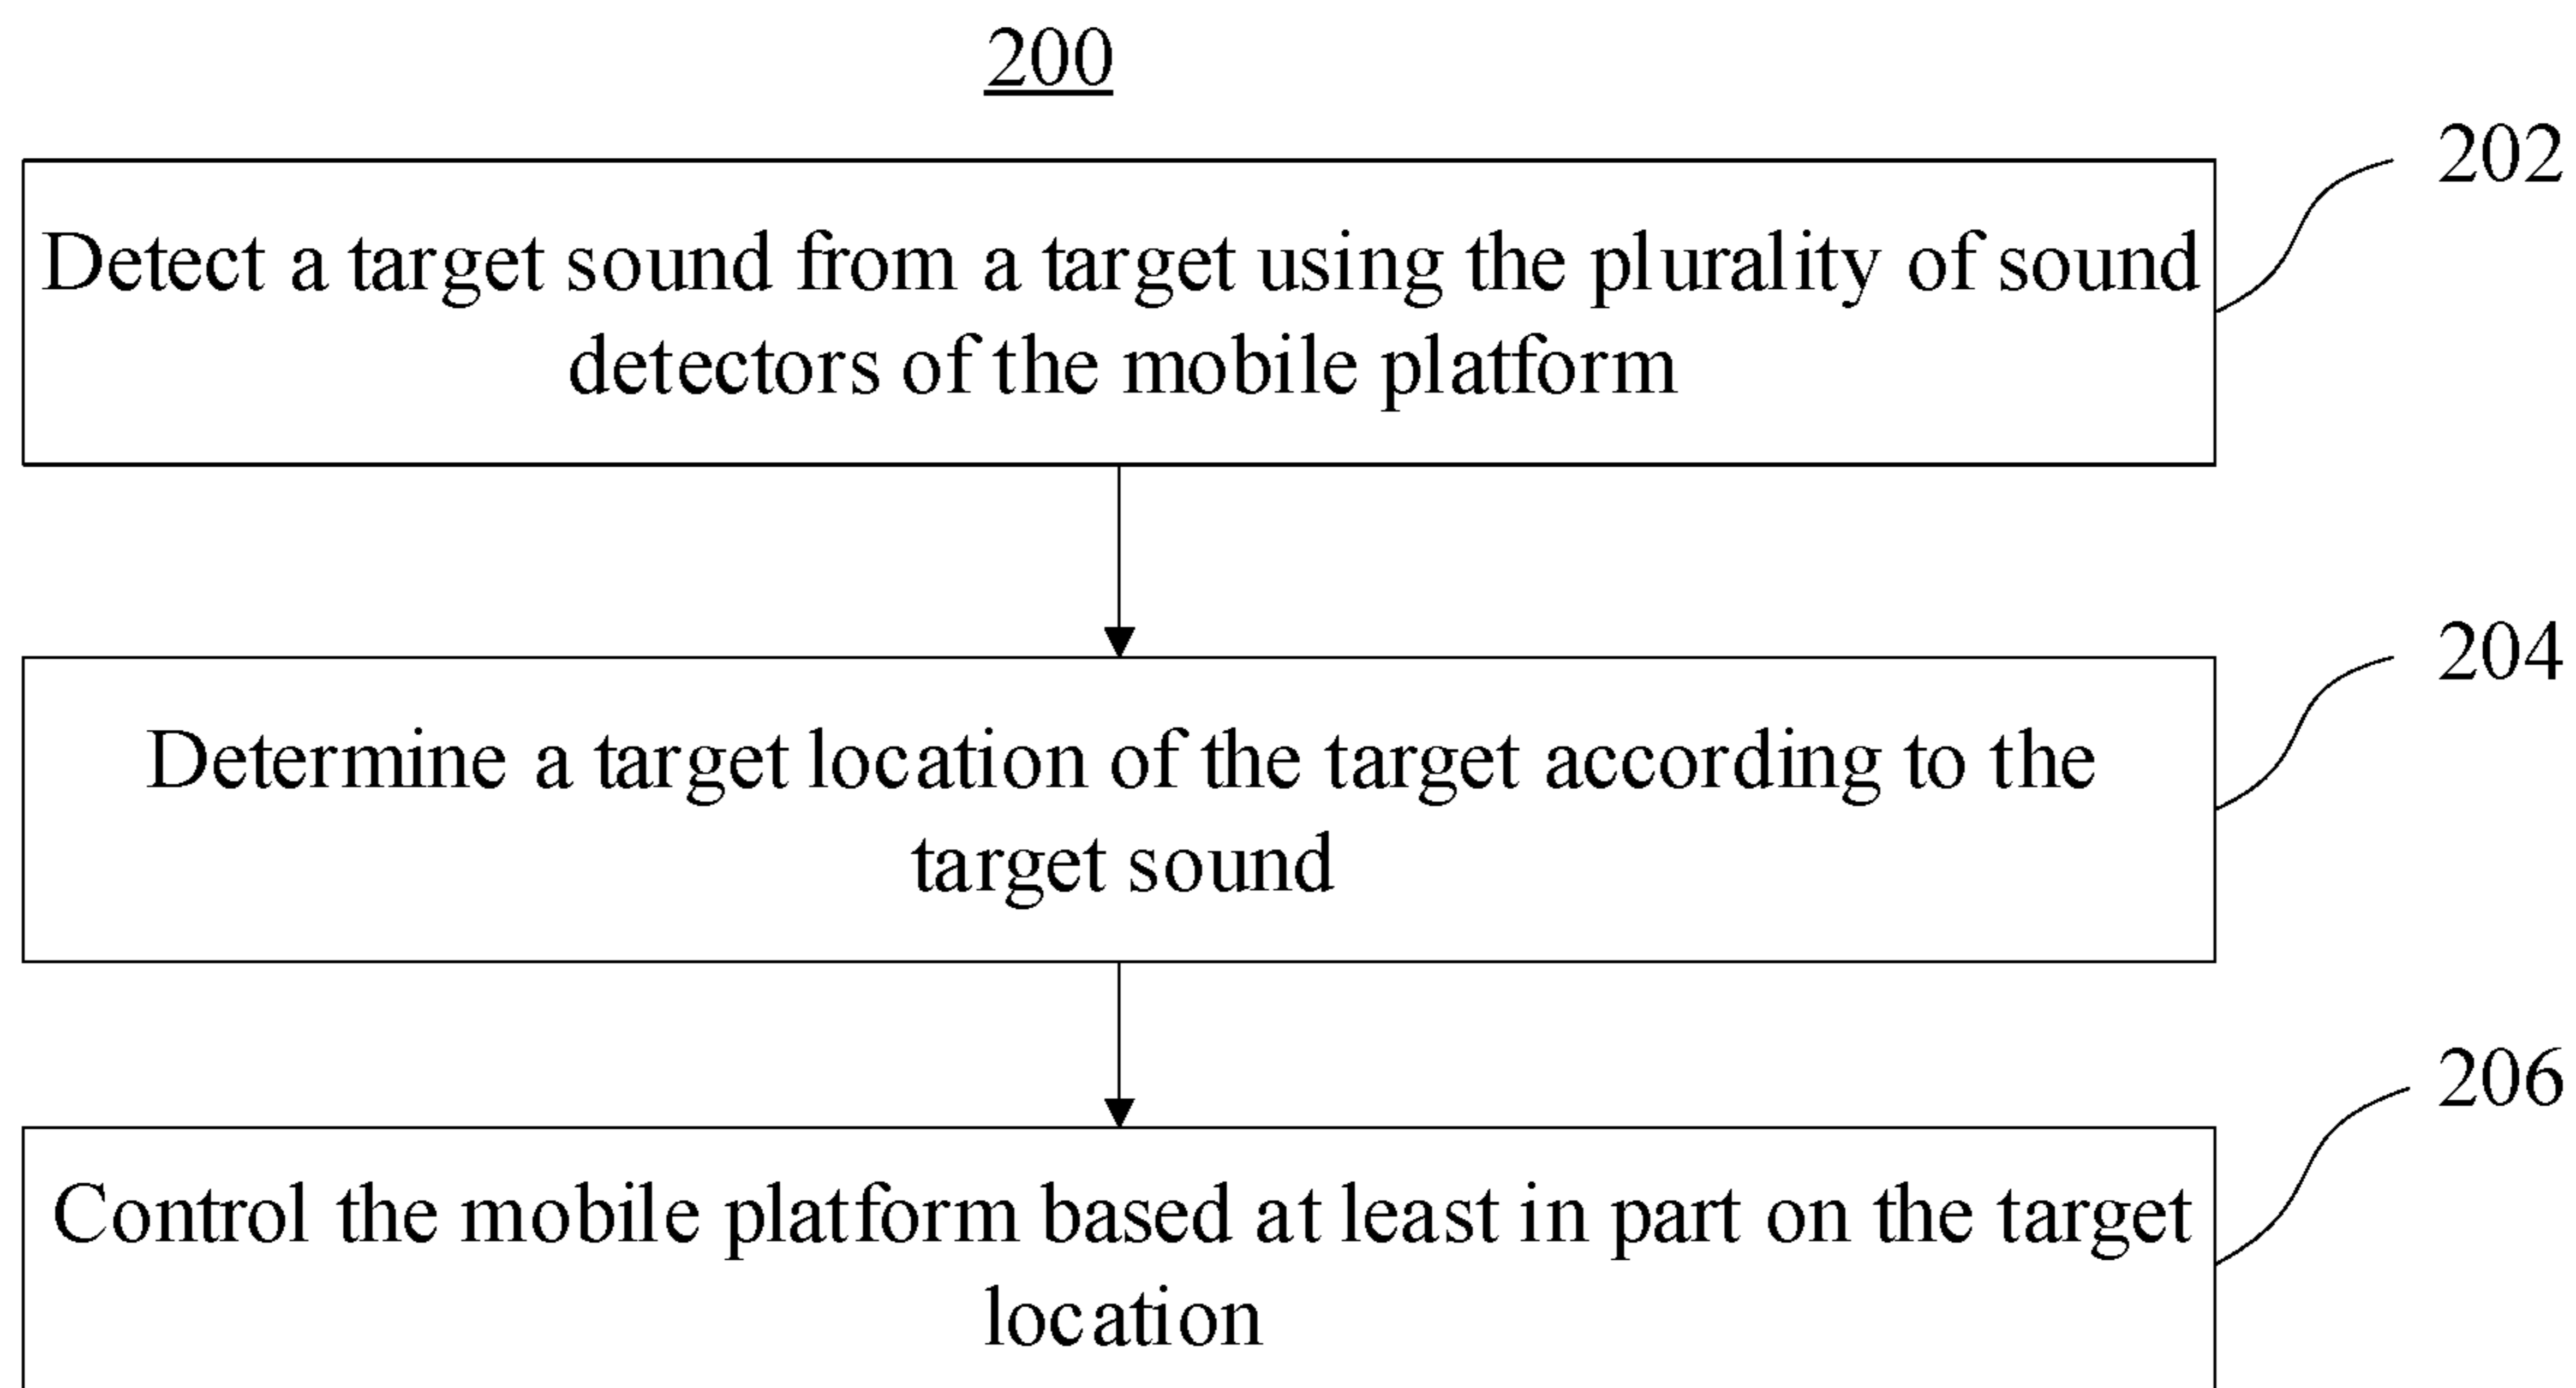 200
202
Detect a target sound from a target using the plurality of sound
detectors of the mobile platform
204
Determine a target location of the target according to the
target sound
206
Control the mobile platform based at least in part on the target
location